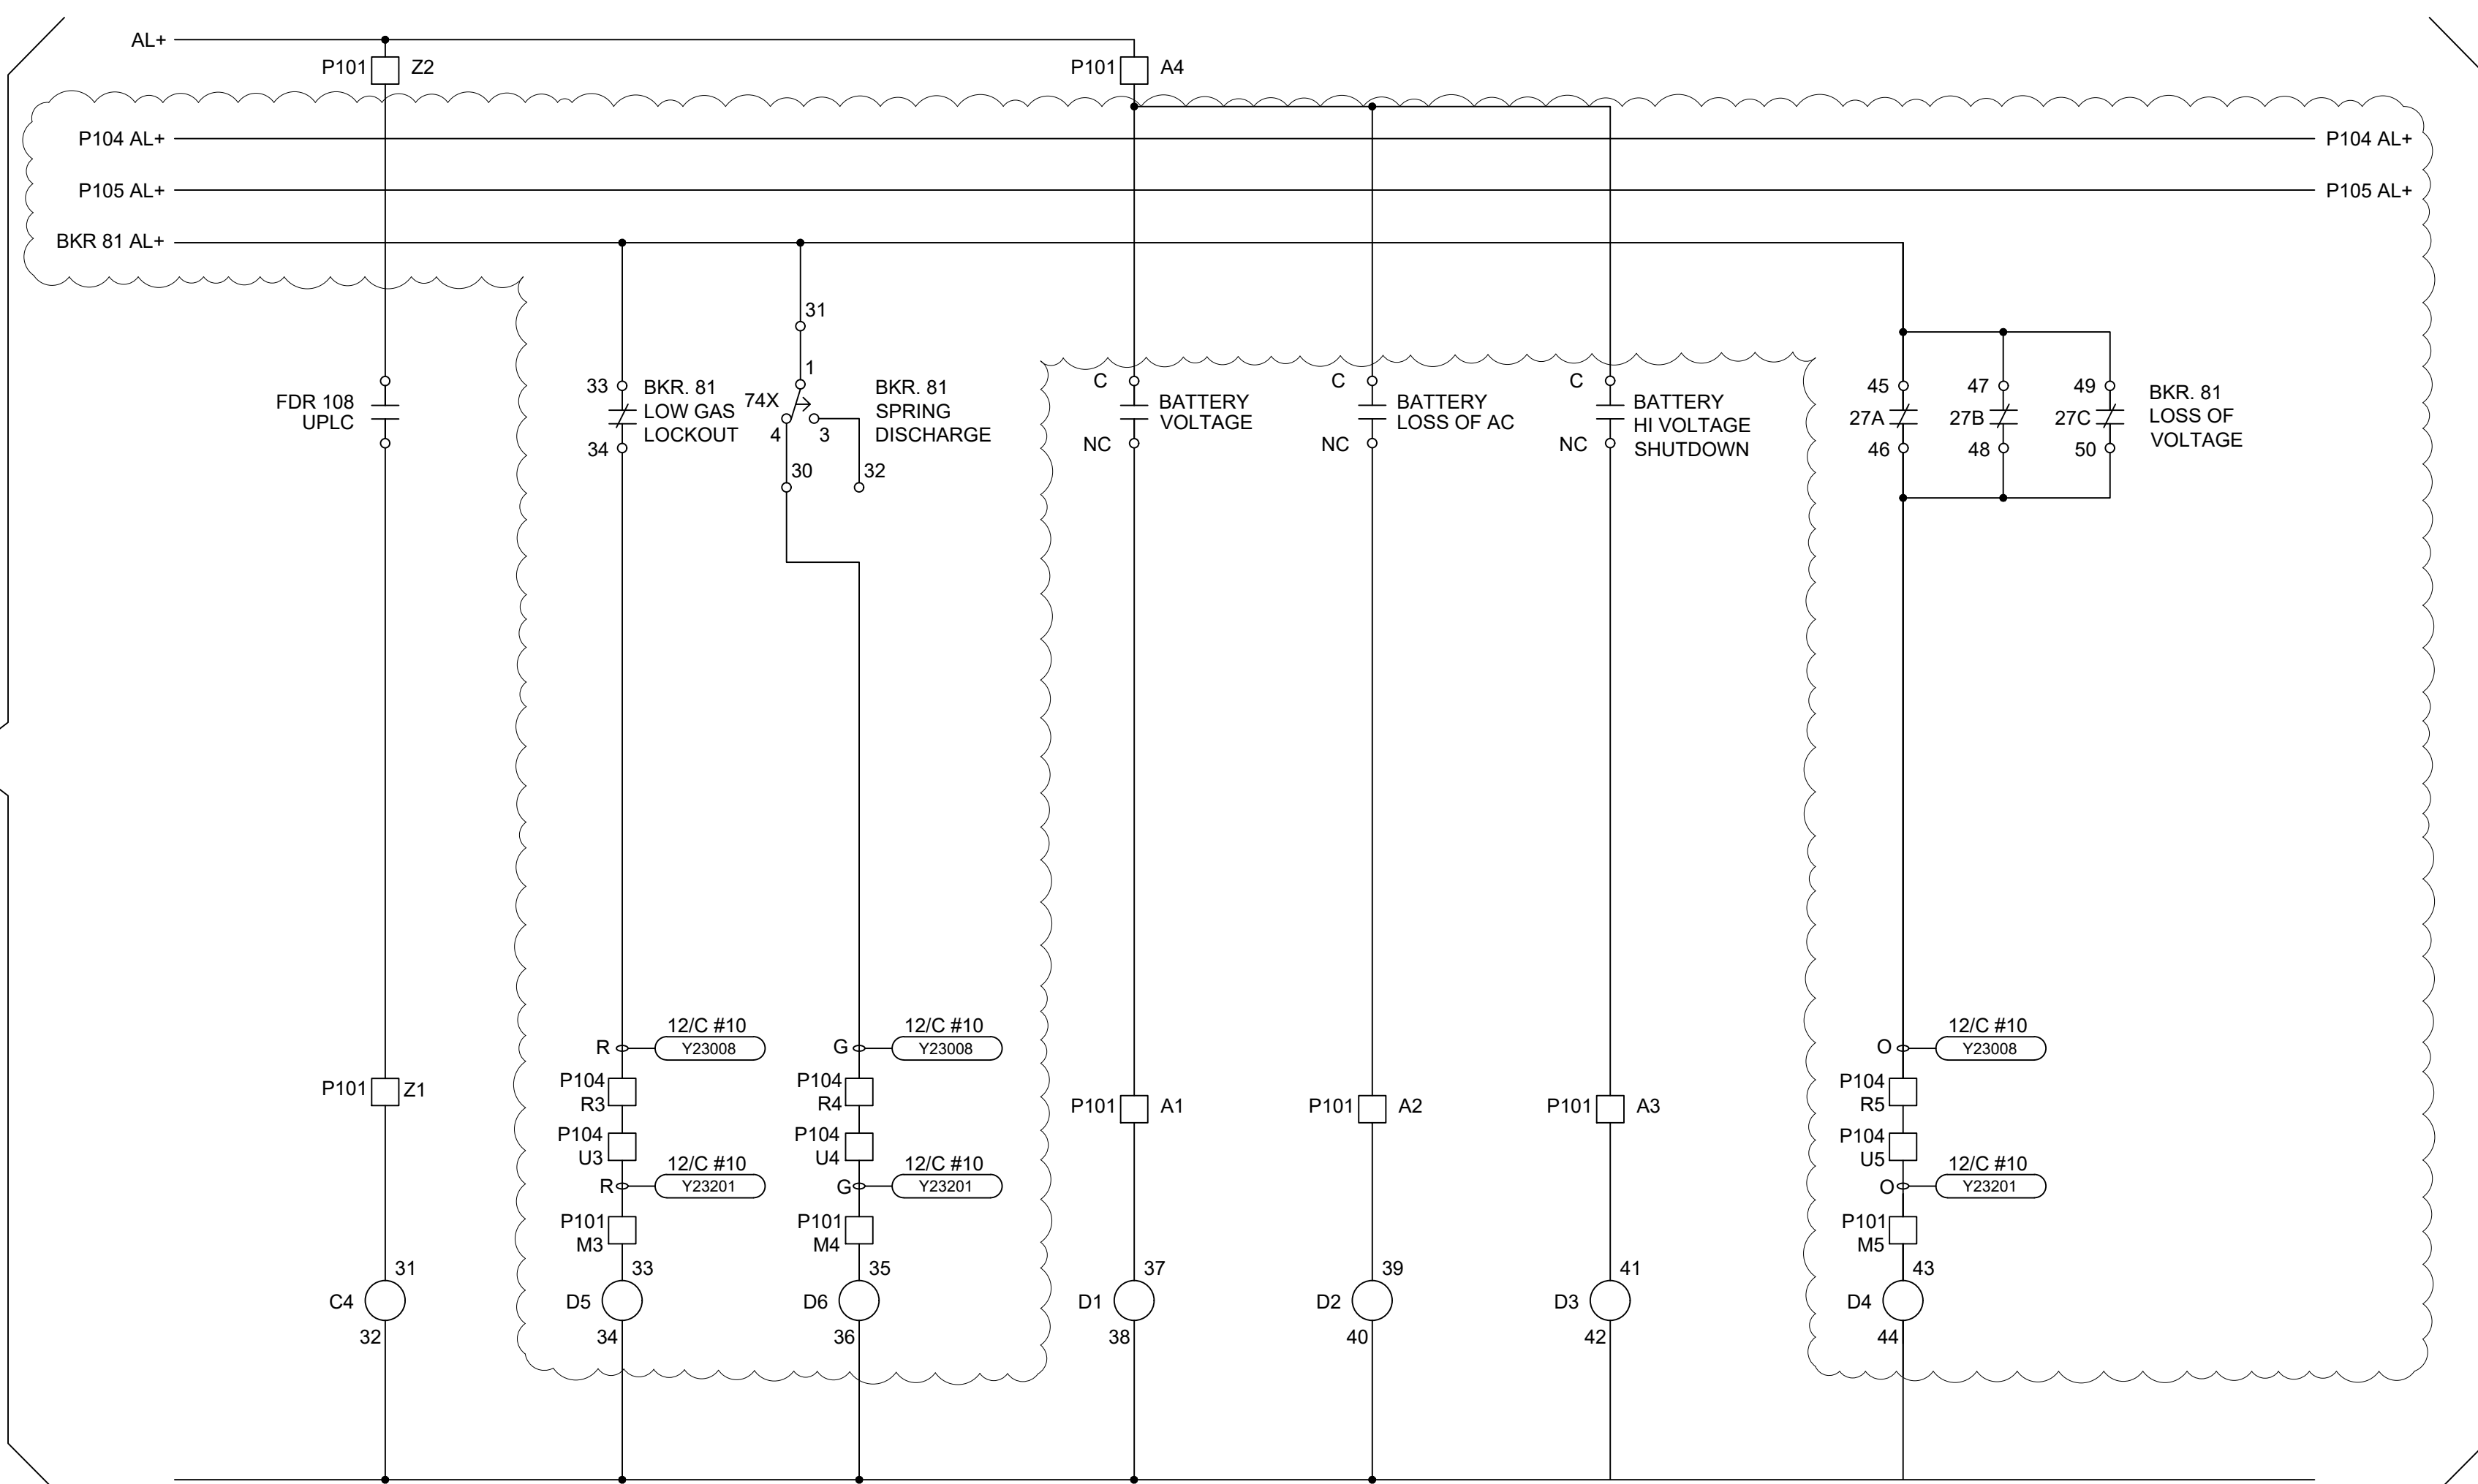 AL+
P101 Z2
P101 A4
P104 AL+
P104 AL+
P105 AL+
P105 AL+
BKR 81 AL+
FDR 108
UPLC
33
34
BKR. 81
LOW GAS
LOCKOUT
31
1
74X
4
3
30
32
BKR. 81
SPRING
DISCHARGE
C
NC
BATTERY
VOLTAGE
C
NC
BATTERY
LOSS OF AC
C
NC
BATTERY
HI VOLTAGE
SHUTDOWN
45
27A
46
47
27B
48
49
27C
50
BKR. 81
LOSS OF
VOLTAGE
P101 Z1
31
C4
32
12/C #10
R
Y23008
P104
R3
P104
U3
12/C #10
R
Y23201
P101
M3
33
D5
34
12/C #10
G
Y23008
P104
R4
P104
U4
12/C #10
G
Y23201
P101
M4
35
D6
36
P101 A1
37
D1
38
P101 A2
39
D2
40
P101 A3
41
D3
42
12/C #10
O
Y23008
P104
R5
P104
U5
12/C #10
O
Y23201
P101
M5
43
D4
44